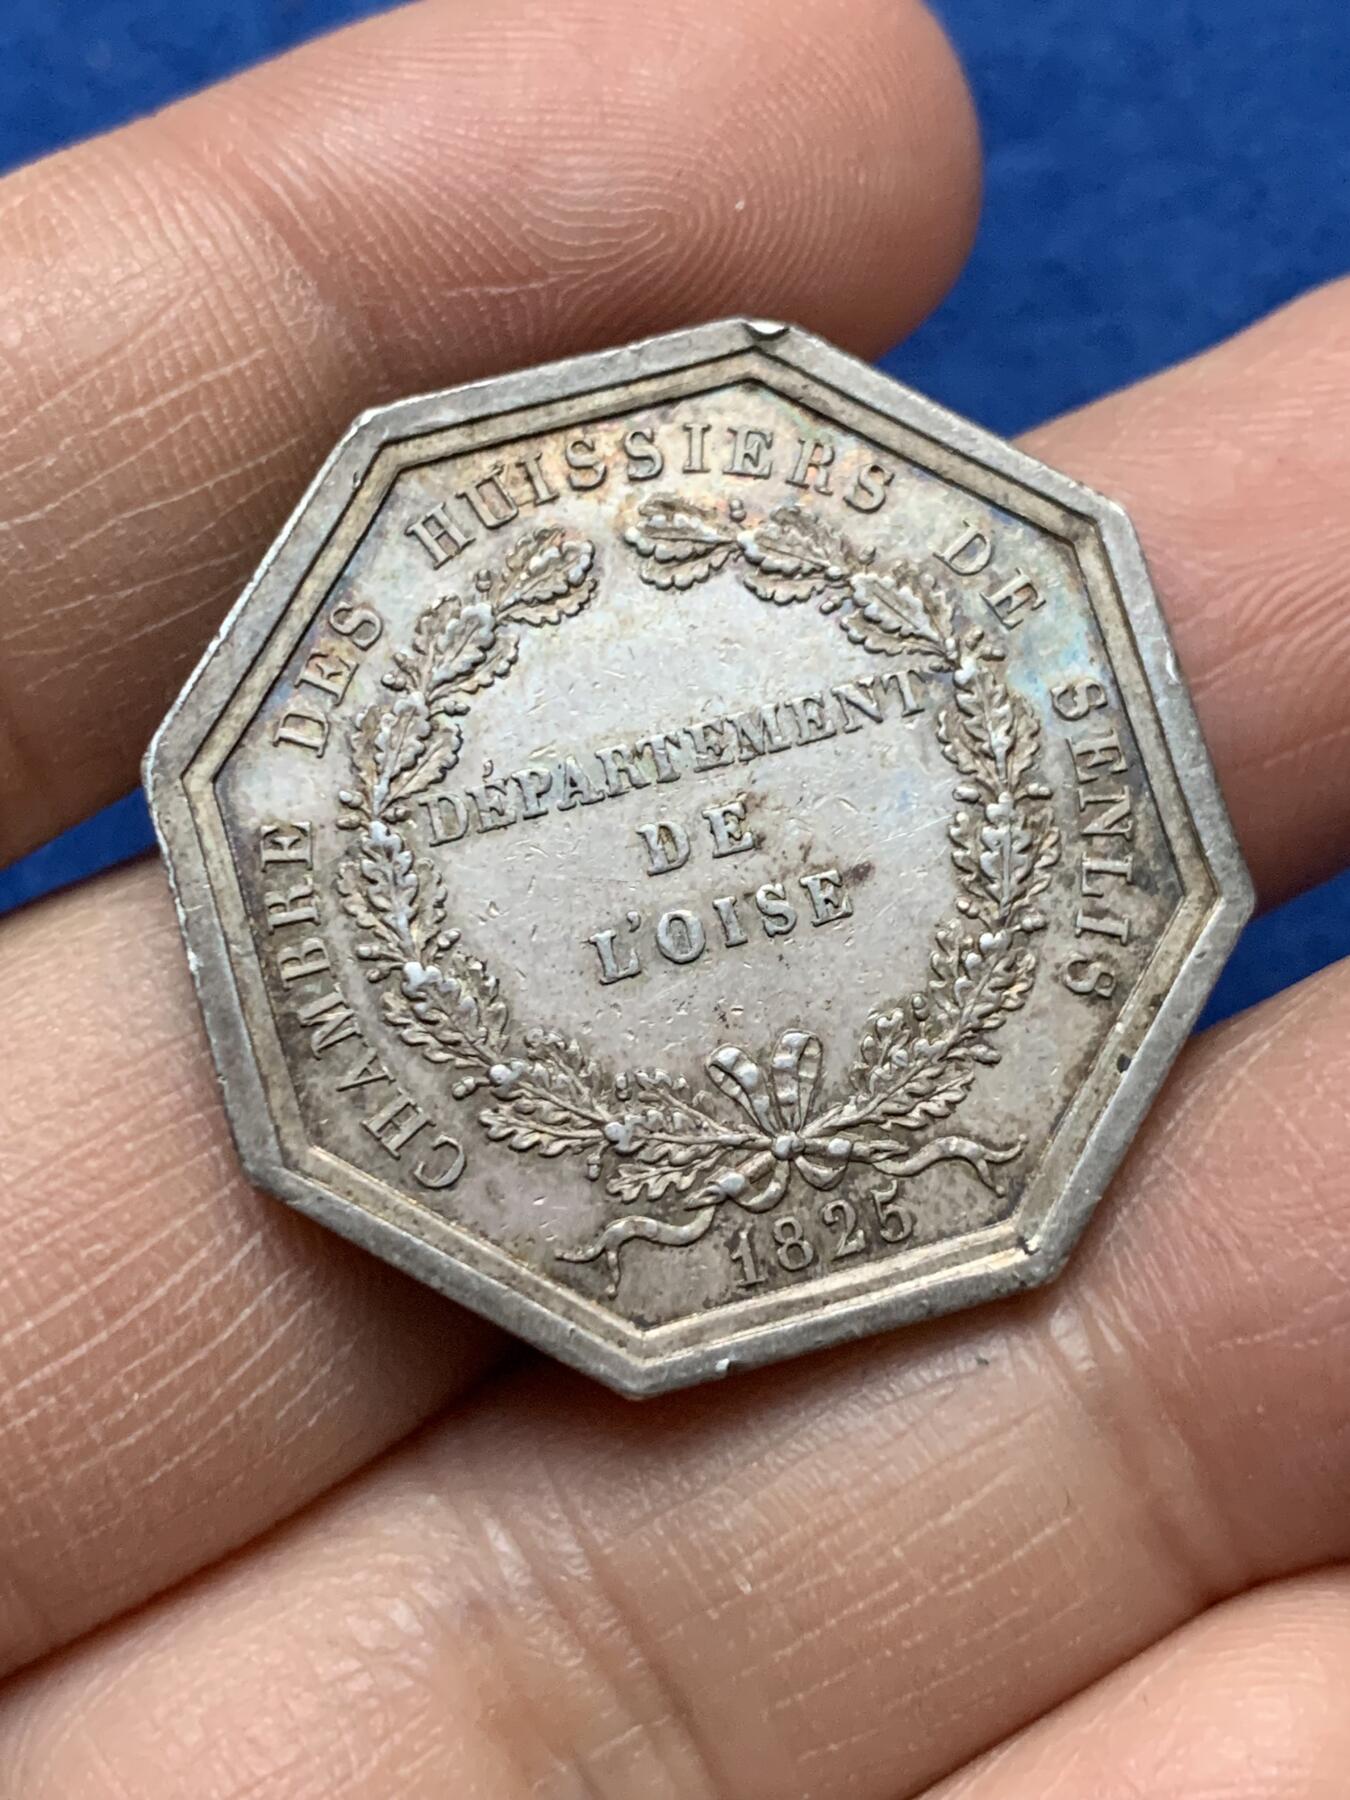 CHAMBRE DES HUISSIERS DE SENLIS
DÉPARTEMENT
DE
L'OISE
1825